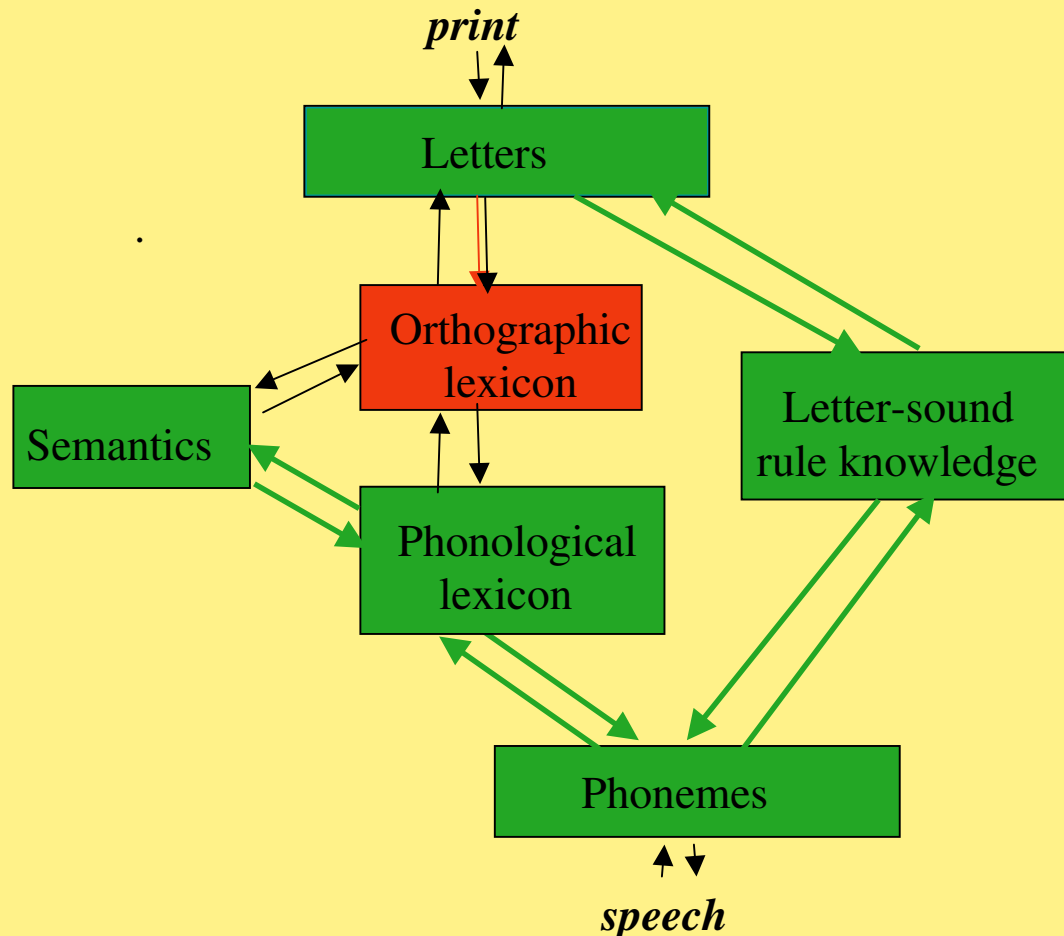 print
Letters
Orthographic
lexicon
Letter-sound
rule knowledge
Semantics
Phonological
lexicon
Phonemes
speech